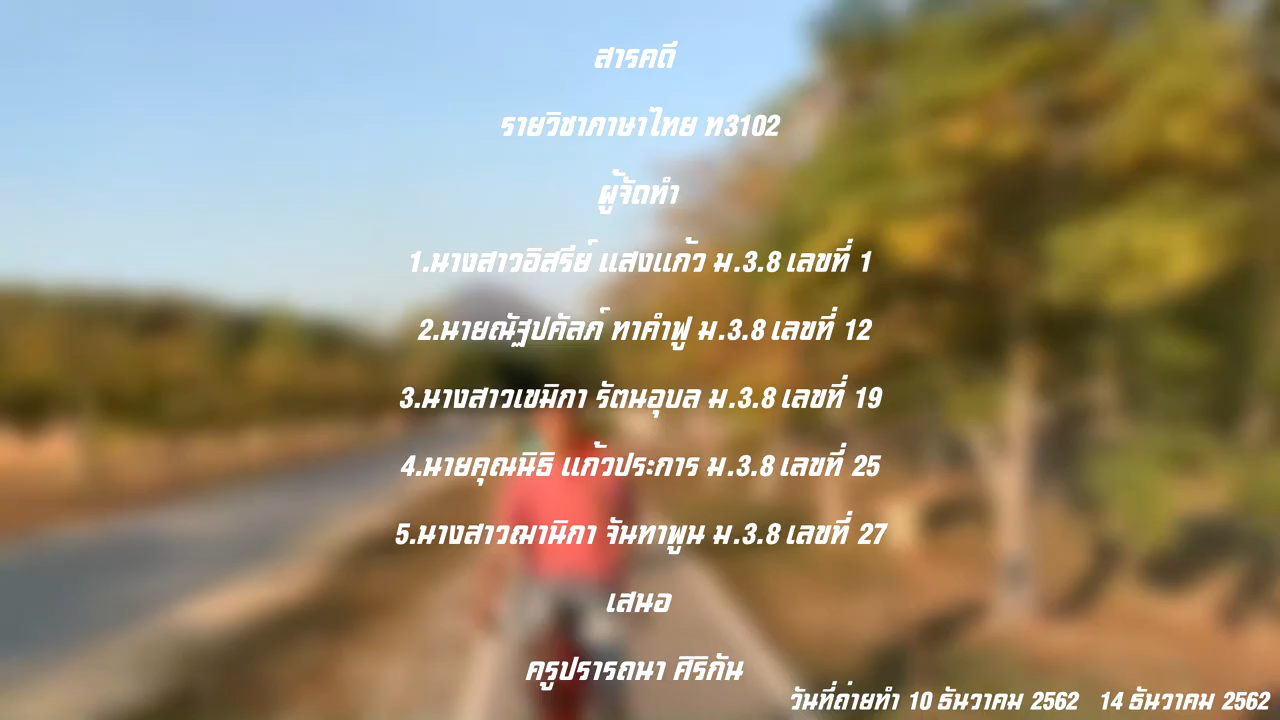 สารคดี
รายวิชาภาษาไทย ท3102
ผู้จัดทำ
1.นางสาวอิสรีย์ แสงแก้ว ม.3.8 เลขที่ 1
2.นายณัฐปคัลภ์ ทาคำฟู ม.3.8 เลขที่ 12
3.นางสาวเขมิกา รัตนอุบล ม.3.8 เลขที่ 19
4.นายคุณนิธิ แก้วประการ ม.3.8 เลขที่ 25
5.นางสาวฌานิกา จันทาพูน ม.3.8 เลขที่ 27
เสนอ
ครูปรารถนา ศิริกัน
วันที่ถ่ายทำ 10 ธันวาคม 2562 14 ธันวาคม 2562